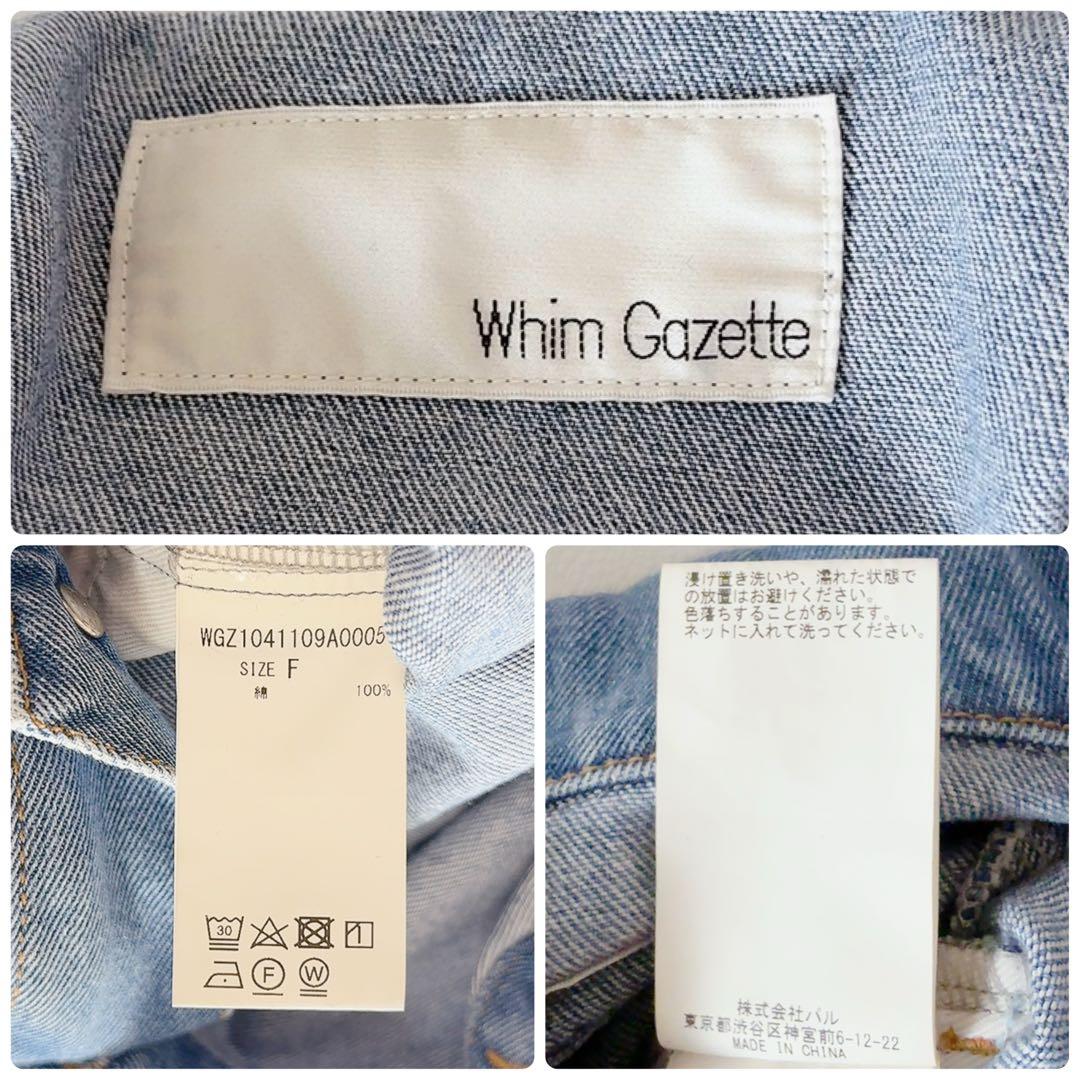 Whim Gazette
WGZ1041109A0005
SIZE F
綿 100%
30
1
F W
浸け置き洗いや、濡れた状態で
の放置はお避けください。
色落ちすることがあります。
ネットに入れて洗ってください。
株式会社パル
東京都渋谷区神宮前6-12-22
MADE IN CHINA